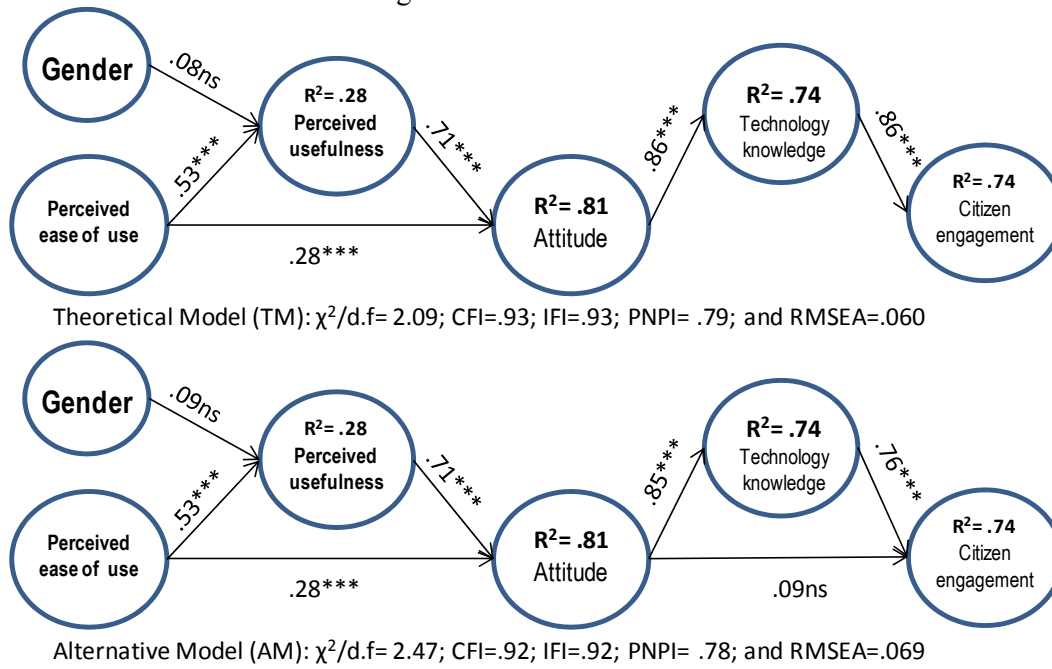 Gender
.08ns
R²= .28
Perceived
usefulness
.53***
Perceived
ease of use
.71***
.28***
R²= .81
Attitude
.86***
R²= .74
Technology
knowledge
.86***
R²= .74
Citizen
engagement
Theoretical Model (TM): χ²/d.f= 2.09; CFI=.93; IFI=.93; PNPI= .79; and RMSEA=.060
Gender
.09ns
R²= .28
Perceived
usefulness
.53***
Perceived
ease of use
.71***
.28***
R²= .81
Attitude
.85***
R²= .74
Technology
knowledge
.76***
.09ns
R²= .74
Citizen
engagement
Alternative Model (AM): χ²/d.f= 2.47; CFI=.92; IFI=.92; PNPI= .78; and RMSEA=.069